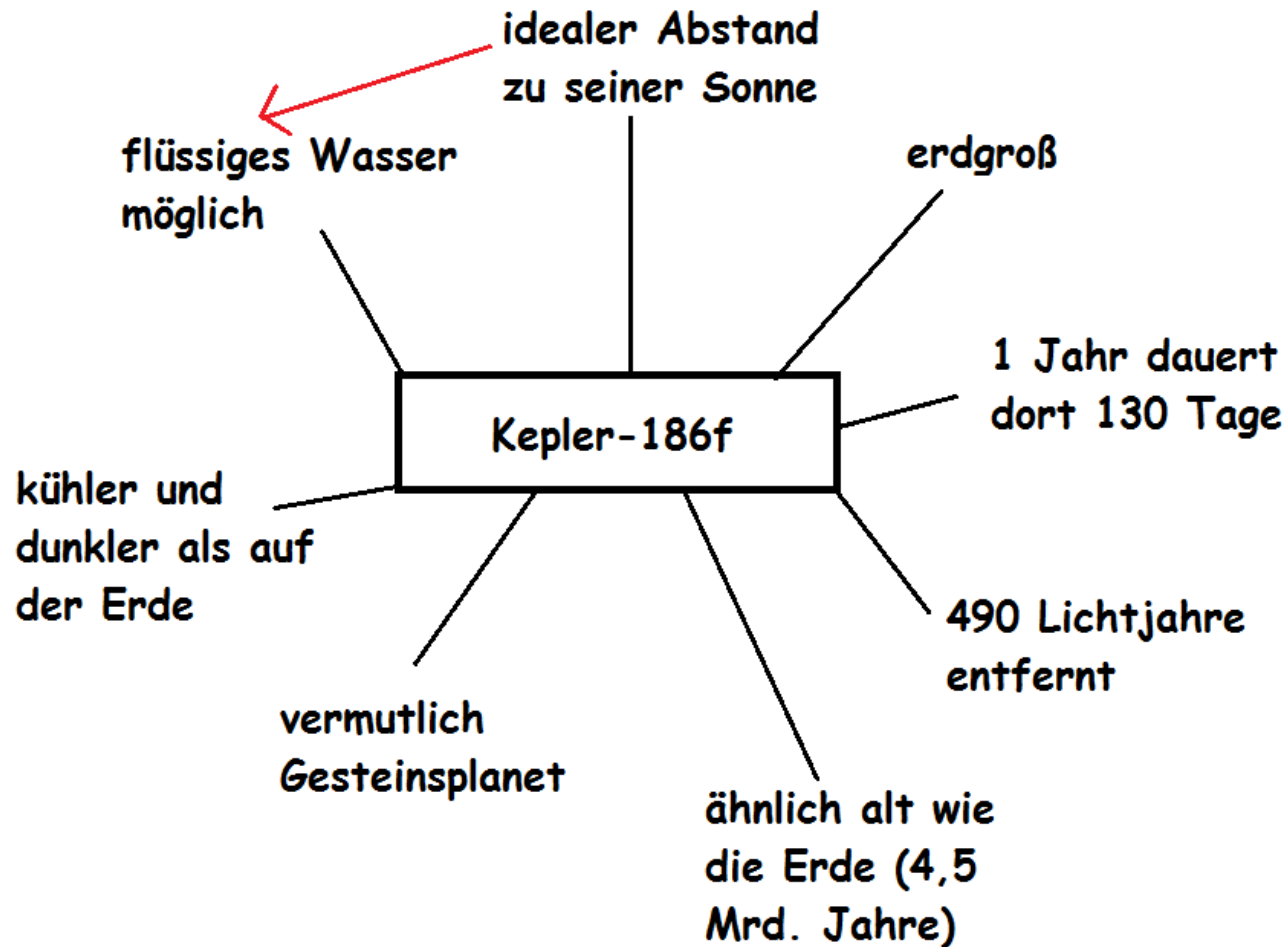 idealer Abstand
zu seiner Sonne
flüssiges Wasser
möglich
erdgroß
1 Jahr dauert
dort 130 Tage
Kepler-186f
kühler und
dunkler als auf
der Erde
490 Lichtjahre
entfernt
vermutlich
Gesteinsplanet
ähnlich alt wie
die Erde (4,5
Mrd. Jahre)